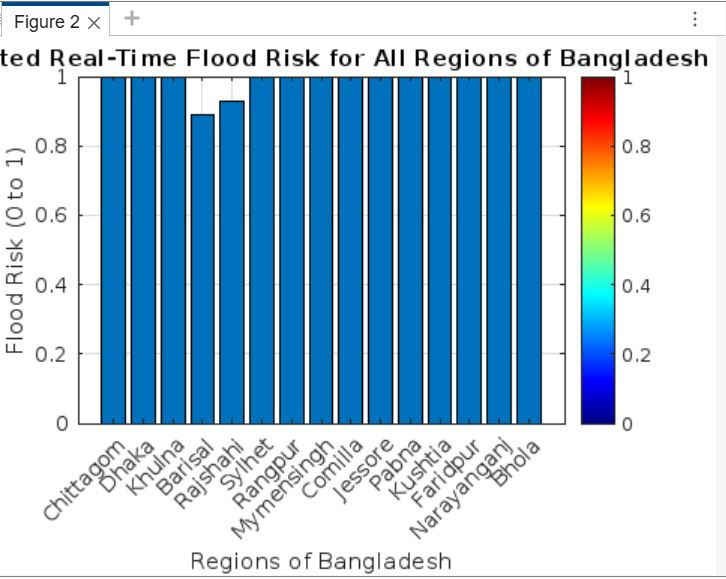 Figure 2
ted Real-Time Flood Risk for All Regions of Bangladesh
Flood Risk (0 to 1)
1
0.8
0.6
0.4
0.2
0
1
0.8
0.6
0.4
0.2
0
Chittagom
Dhaka
Khulna
Barisal
Rajshahi
Sylhet
Rangpur
Mymensingh
Comilla
Jessore
Pabna
Kushtia
Faridpur
Narayanganj
Bhola
Regions of Bangladesh